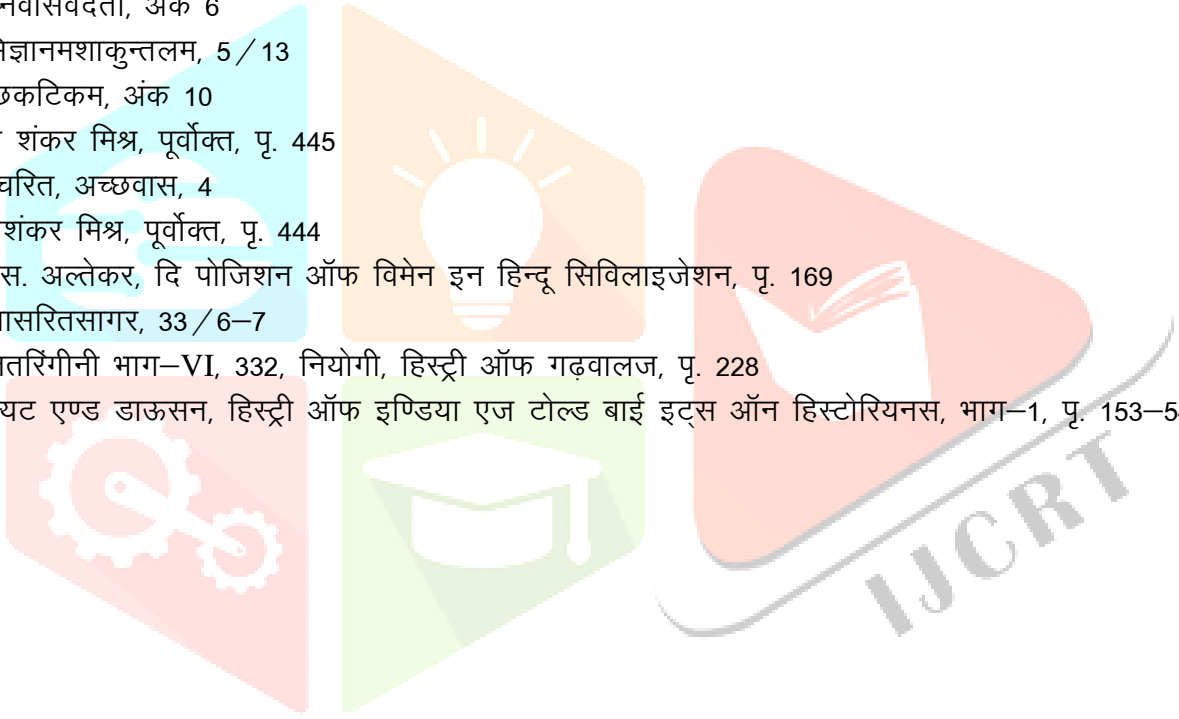 नवासवदता, अंक 6
भिज्ञानमशाकुन्तलम, 5/13
छकटिकम, अंक 10
शंकर मिश्र, पूर्वोक्त, पृ. 445
चरित, अच्छवास, 4
शंकर मिश्र, पूर्वोक्त, पृ. 444
स. अल्तेकर, दि पोजिशन ऑफ विमेन इन हिन्दू सिविलाइजेशन, पृ. 169
ासरितसागर, 33/6–7
तरिंगीनी भाग–VI, 332, नियोगी, हिस्ट्री ऑफ गढ़वालज, पृ. 228
यट एण्ड डाऊसन, हिस्ट्री ऑफ इण्डिया एज टोल्ड बाई इट्स ऑन हिस्टोरियनस, भाग–1, पृ. 153–5
IJCRT